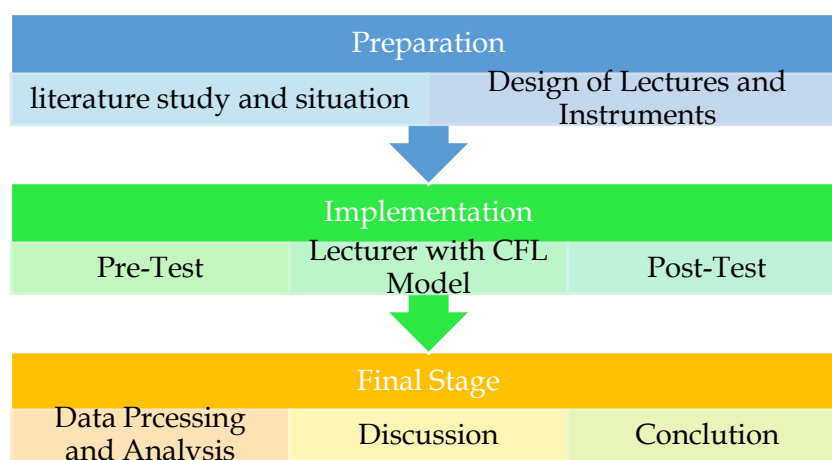 Preparation
literature study and situation
Design of Lectures and
Instruments
Implementation
Pre-Test
Lecturer with CFL
Model
Post-Test
Final Stage
Data Prcessing
and Analysis
Discussion
Conclution